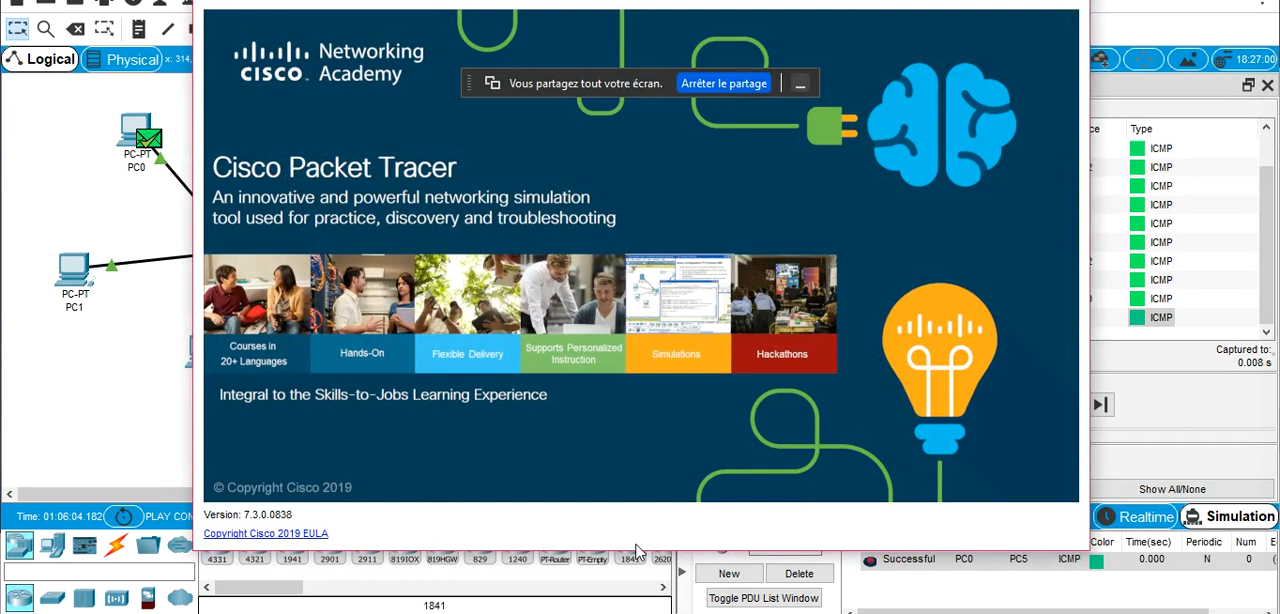 Logical
Physical
x: 314,
18:27:00
Networking
CISCO
Academy
Vous partagez tout votre écran.
Arrêter le partage
PC-PT
PC0
PC-PT
PC1
Cisco Packet Tracer
An innovative and powerful networking simulation
tool used for practice, discovery and troubleshooting
Courses in
20+ Languages
Hands-On
Flexible Delivery
Supports Personalized
Instruction
Simulations
Hackathons
Integral to the Skills-to-Jobs Learning Experience
© Copyright Cisco 2019
Version: 7.3.0.0838
Copyright Cisco 2019 EULA
Type
ICMP
ICMP
ICMP
ICMP
ICMP
ICMP
ICMP
ICMP
ICMP
ICMP
Captured to:
0.008 s
Show All/None
Time: 01:06:04.182
PLAY CON
Realtime
Simulation
4331
4321
1941
2901
2911
819IOX
819HGW
829
1240
PT-Router
PT-Empty
1841
2620
1841
New
Delete
Toggle PDU List Window
Color
Time(sec)
Periodic
Num
Successful
PC0
PC5
ICMP
0.000
N
0